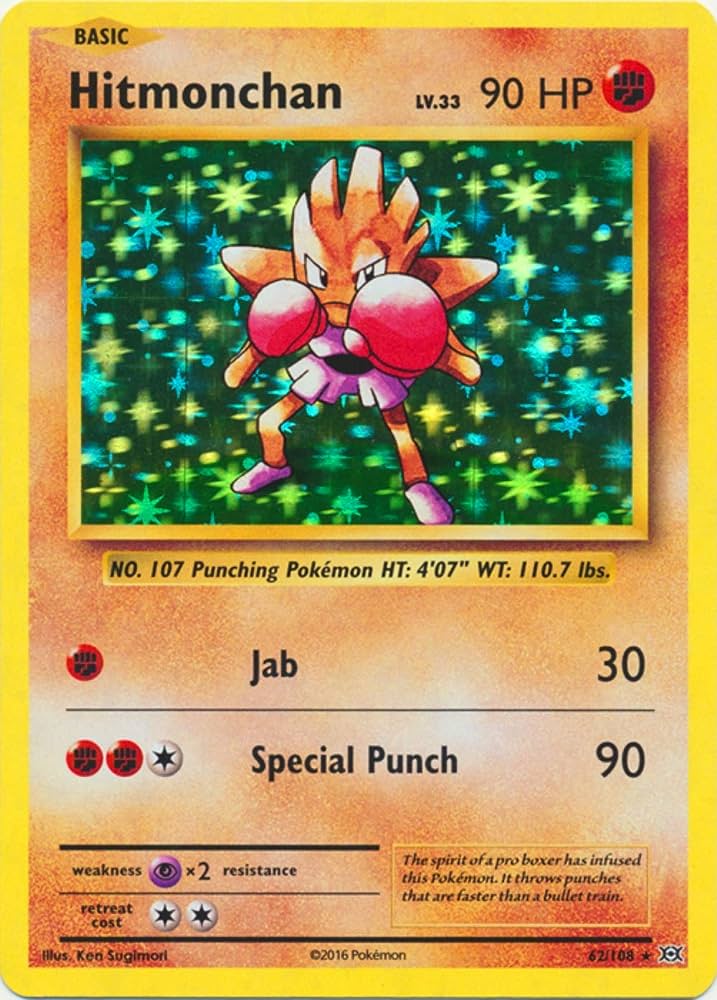 BASIC
Hitmonchan LV.33 90 HP
NO. 107 Punching Pokémon HT: 4'07" WT: 110.7 lbs.
Jab 30
Special Punch 90
weakness ×2 resistance
retreat
cost
The spirit of a pro boxer has infused
this Pokémon. It throws punches
that are faster than a bullet train.
Illus. Ken Sugimori ©2016 Pokémon 62/108 ★